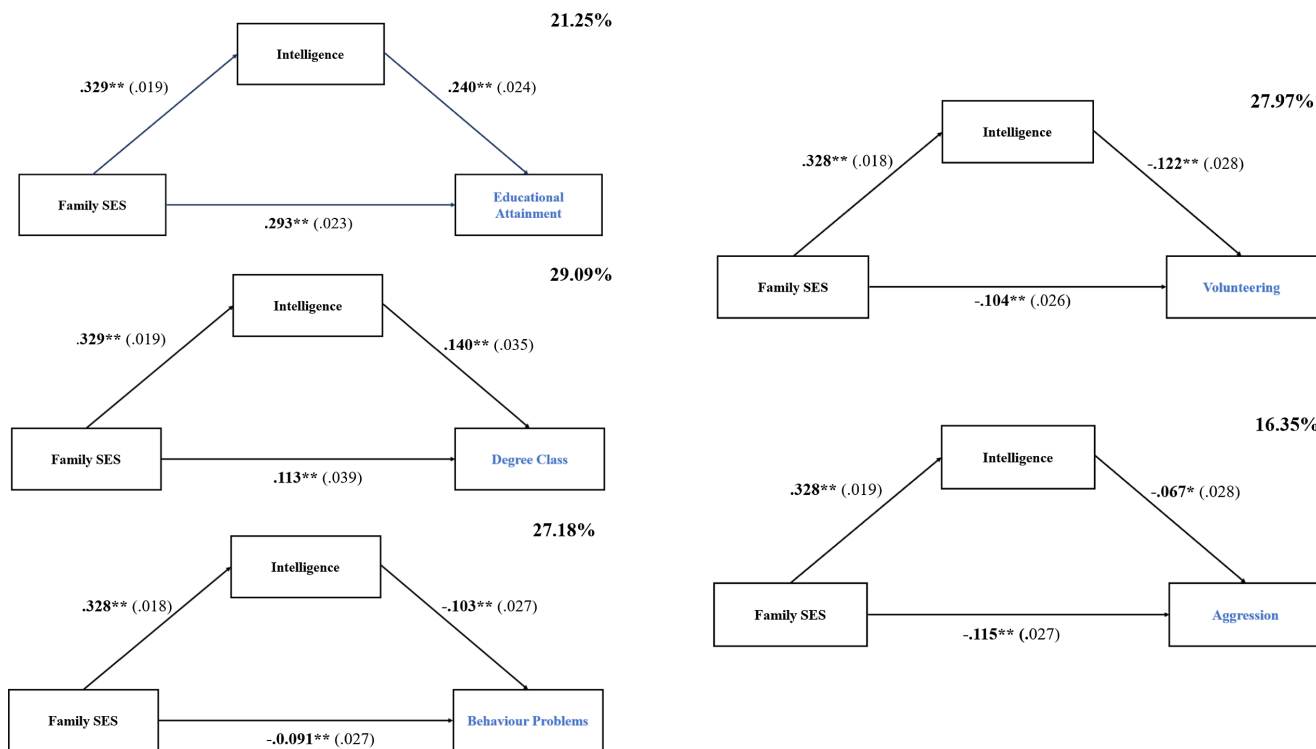 21.25%
Intelligence
.329** (.019)
.240** (.024)
Family SES
Educational
Attainment
.293** (.023)
29.09%
Intelligence
.329** (.019)
.140** (.035)
Family SES
Degree Class
.113** (.039)
27.18%
Intelligence
.328** (.018)
-.103** (.027)
Family SES
Behaviour Problems
-.0.091** (.027)
27.97%
Intelligence
.328** (.018)
-.122** (.028)
Family SES
Volunteering
-.104** (.026)
16.35%
Intelligence
.328** (.019)
-.067* (.028)
Family SES
Aggression
-.115** (.027)